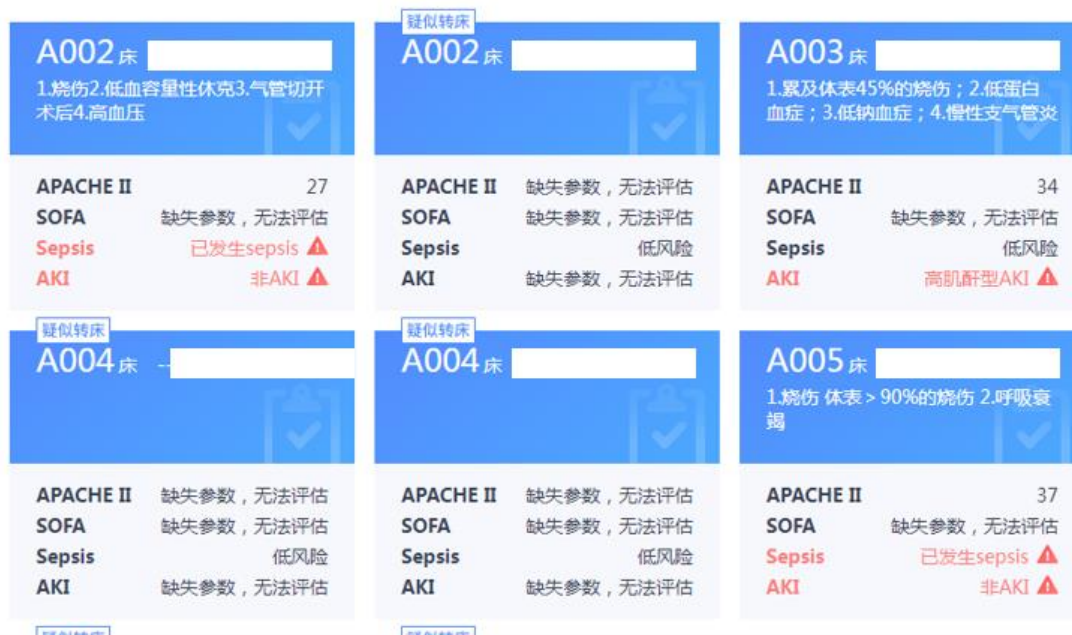 A002床
1.烧伤2.低血容量性休克3.气管切开
术后4.高血压
APACHE II 27
SOFA 缺失参数，无法评估
Sepsis 已发生sepsis
AKI 非AKI
疑似转床
A002床
APACHE II 缺失参数，无法评估
SOFA 缺失参数，无法评估
Sepsis 低风险
AKI 缺失参数，无法评估
A003床
1.累及体表45%的烧伤；2.低蛋白
血症；3.低钠血症；4.慢性支气管炎
APACHE II 34
SOFA 缺失参数，无法评估
Sepsis 低风险
AKI 高肌酐型AKI
疑似转床
A004床 --
APACHE II 缺失参数，无法评估
SOFA 缺失参数，无法评估
Sepsis 低风险
AKI 缺失参数，无法评估
疑似转床
A004床
APACHE II 缺失参数，无法评估
SOFA 缺失参数，无法评估
Sepsis 低风险
AKI 缺失参数，无法评估
A005床
1.烧伤 体表＞90%的烧伤 2.呼吸衰
竭
APACHE II 37
SOFA 缺失参数，无法评估
Sepsis 已发生sepsis
AKI 非AKI
疑似转床
疑似转床